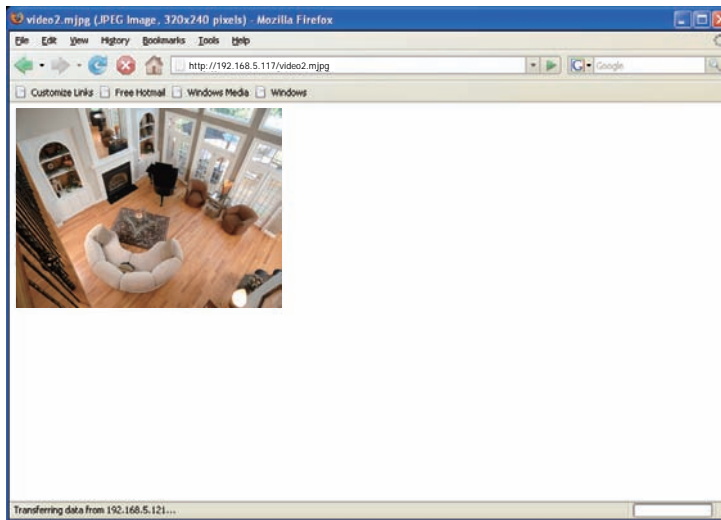 video2.mjpg (JPEG Image, 320x240 pixels) - Mozilla Firefox
File Edit View History Bookmarks Tools Help
http://192.168.5.117/video2.mjpg G Google
Customize Links Free Hotmail Windows Media Windows
Transferring data from 192.168.5.121...